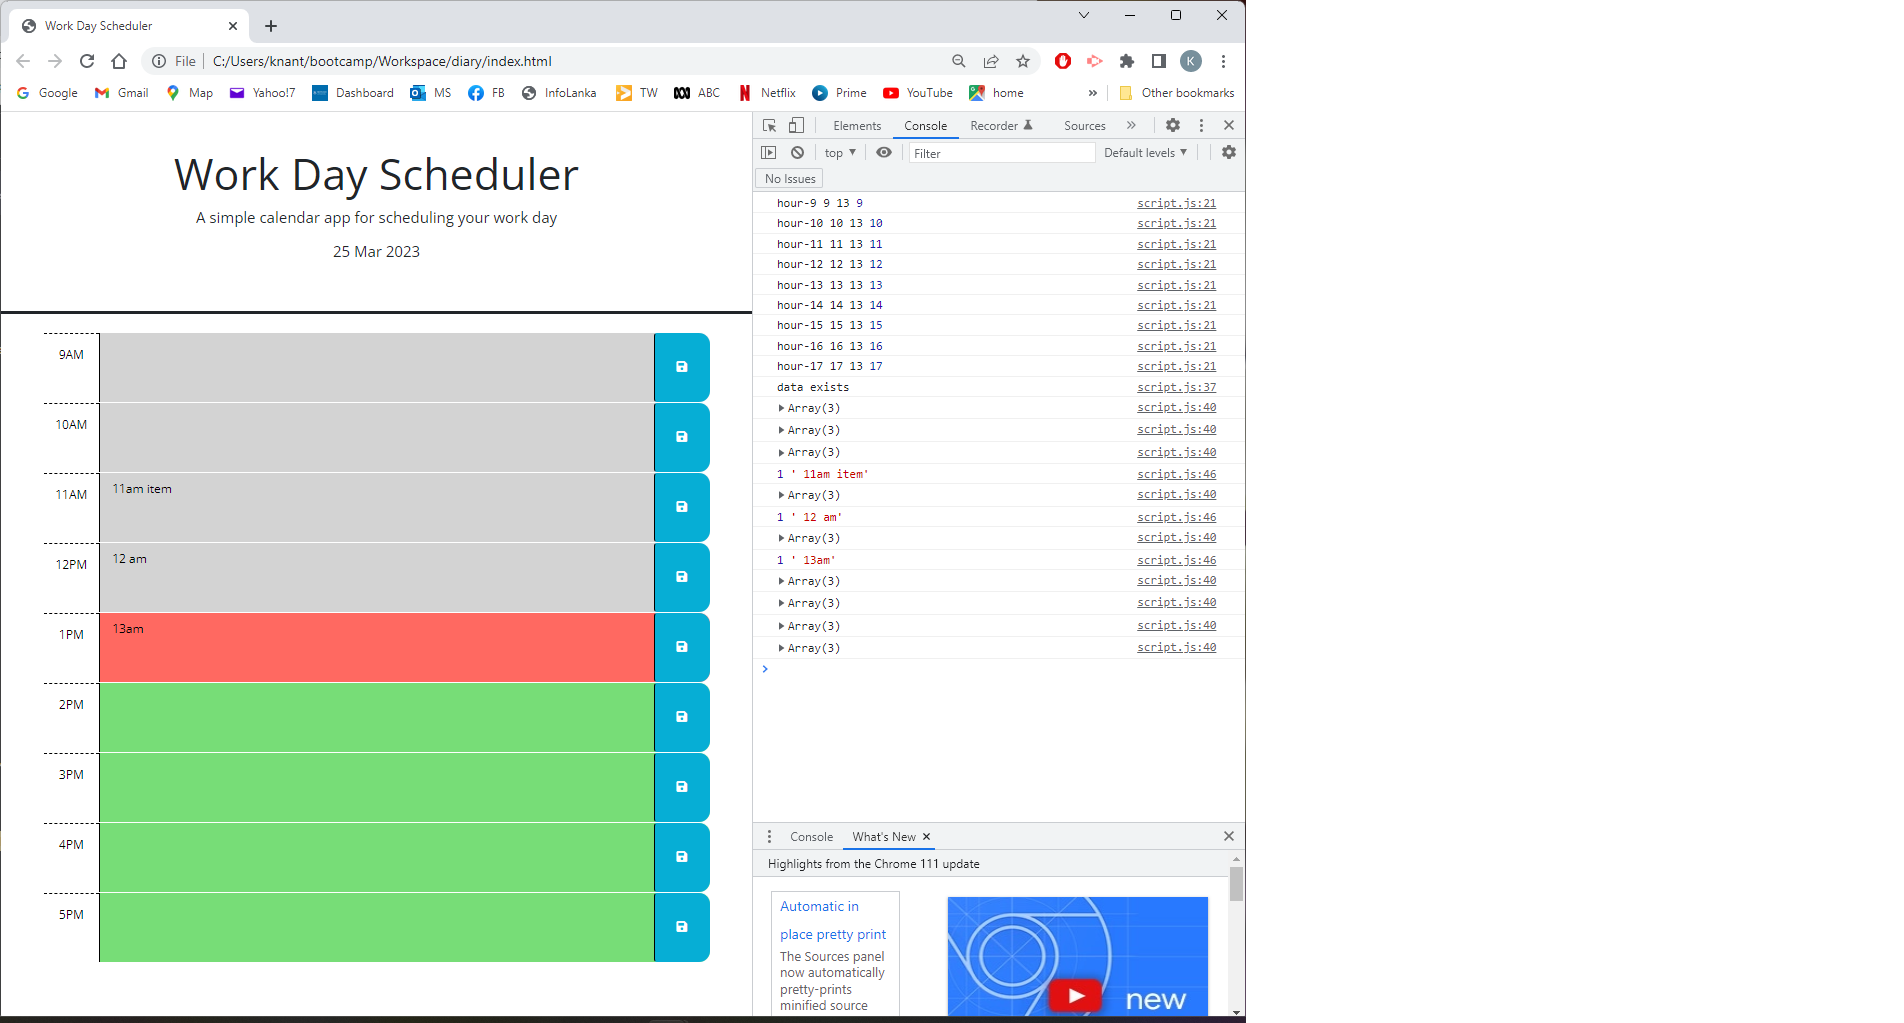 Work Day Scheduler
File C:/Users/knant/bootcamp/Workspace/diary/index.html
K
Google Gmail Map Yahoo!7 Dashboard MS FB InfoLanka TW ABC Netflix Prime YouTube home » Other bookmarks
Work Day Scheduler
A simple calendar app for scheduling your work day
25 Mar 2023
9AM
10AM
11AM 11am item
12PM 12 am
1PM 13am
2PM
3PM
4PM
5PM
Elements Console Recorder Sources »
top Filter Default levels
No Issues
hour-9 9 13 9 script.js:21
hour-10 10 13 10 script.js:21
hour-11 11 13 11 script.js:21
hour-12 12 13 12 script.js:21
hour-13 13 13 13 script.js:21
hour-14 14 13 14 script.js:21
hour-15 15 13 15 script.js:21
hour-16 16 13 16 script.js:21
hour-17 17 13 17 script.js:21
data exists script.js:37
Array(3) script.js:40
Array(3) script.js:40
Array(3) script.js:40
1 ' 11am item' script.js:46
Array(3) script.js:40
1 ' 12 am' script.js:46
Array(3) script.js:40
1 ' 13am' script.js:46
Array(3) script.js:40
Array(3) script.js:40
Array(3) script.js:40
Array(3) script.js:40
Console What's New
Highlights from the Chrome 111 update
Automatic in
place pretty print
The Sources panel
now automatically
pretty-prints
minified source
new